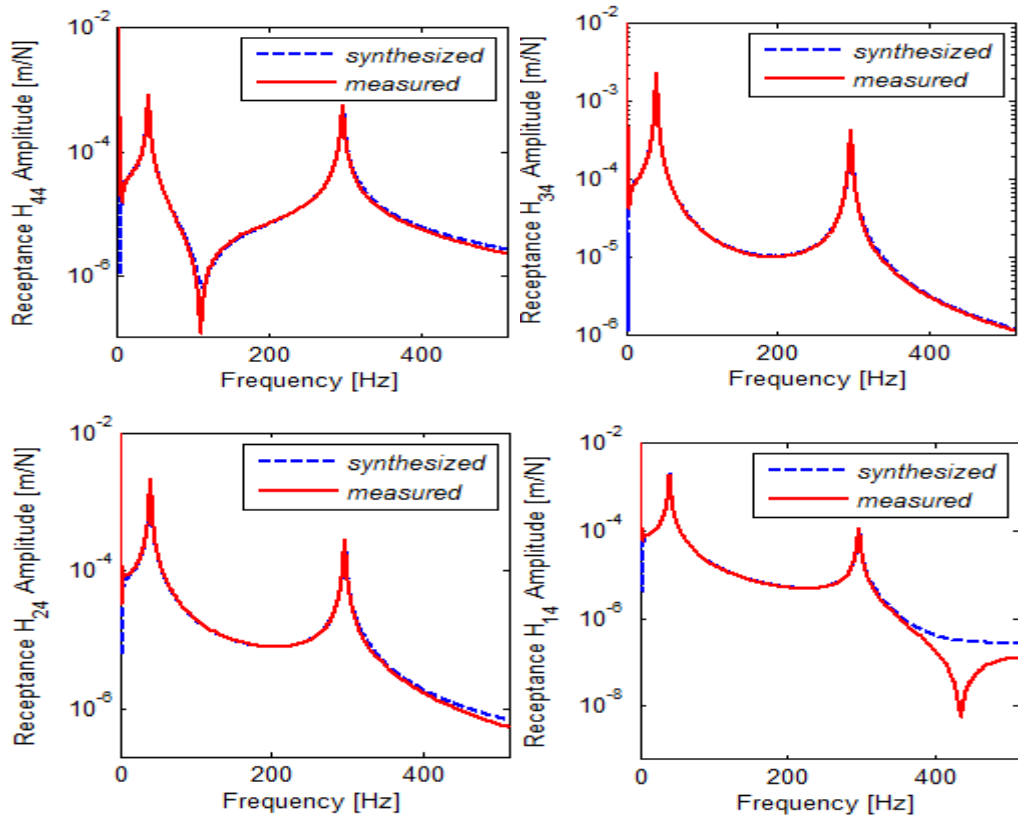 Receptance H44 Amplitude [m/N]
10-2
10-4
10-6
synthesized
measured
0 200 400
Frequency [Hz]
Receptance H34 Amplitude [m/N]
10-2
10-3
10-4
10-5
10-6
synthesized
measured
0 200 400
Frequency [Hz]
Receptance H24 Amplitude [m/N]
10-2
10-4
10-6
synthesized
measured
0 200 400
Frequency [Hz]
Receptance H14 Amplitude [m/N]
10-2
10-4
10-6
10-8
synthesized
measured
0 200 400
Frequency [Hz]